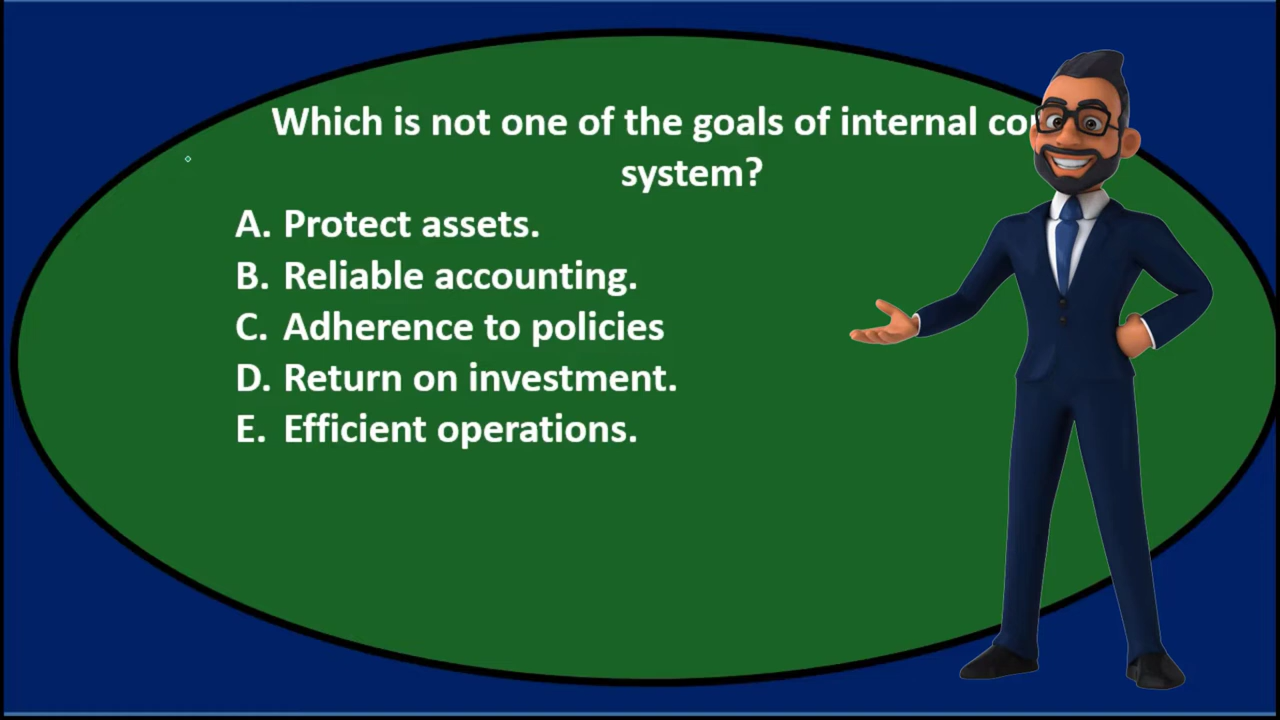 Which is not one of the goals of internal
system?
A. Protect assets.
B. Reliable accounting.
C. Adherence to policies
D. Return on investment.
E. Efficient operations.